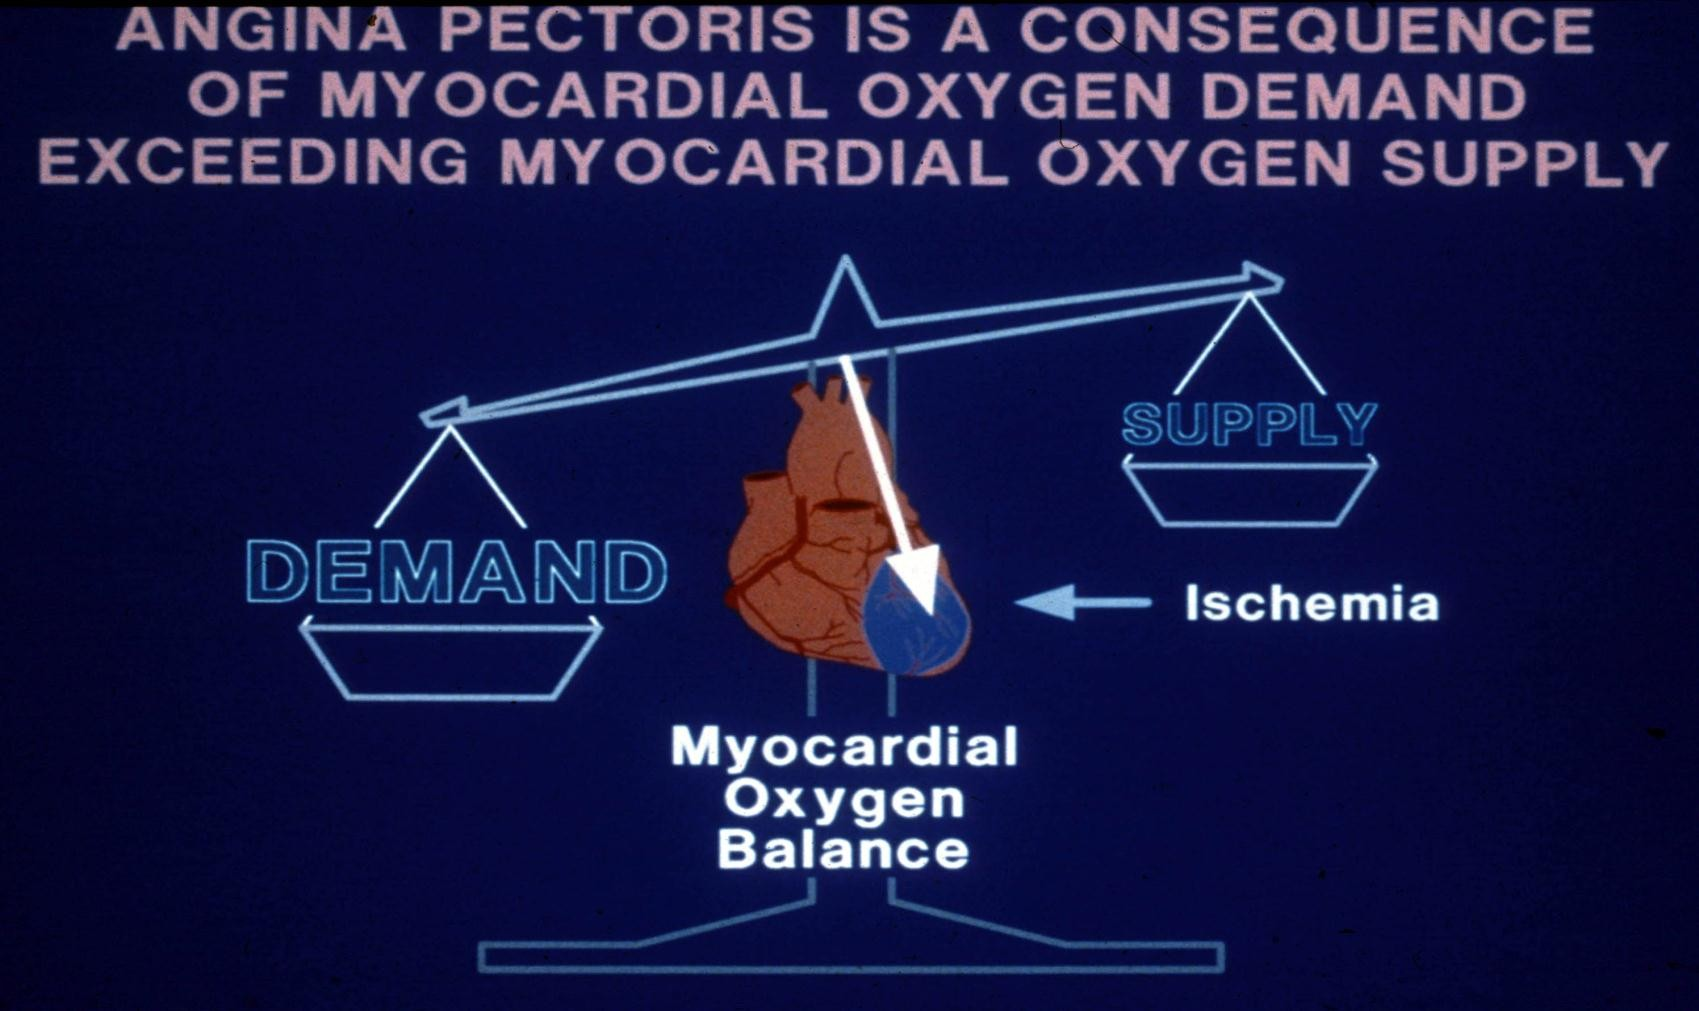 ANGINA PECTORIS IS A CONSEQUENCE
OF MYOCARDIAL OXYGEN DEMAND
EXCEEDING MYOCARDIAL OXYGEN SUPPLY
SUPPLY
DEMAND
Ischemia
Myocardial
Oxygen
Balance